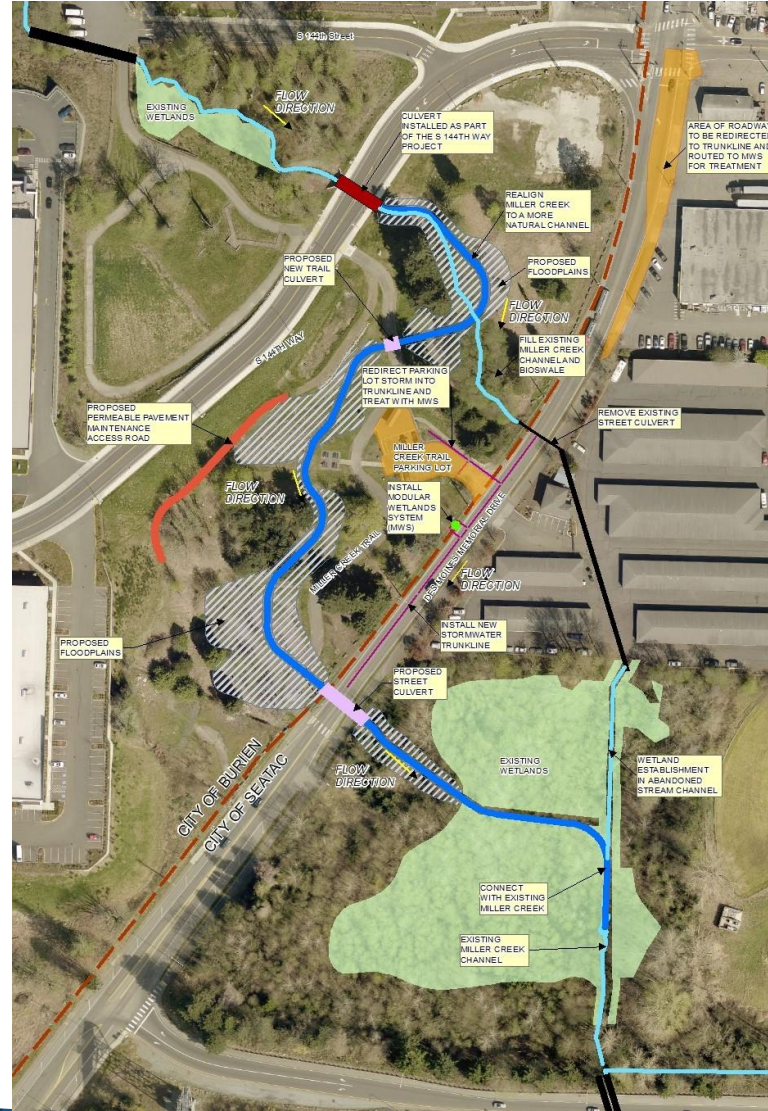 S 144th Street
FLOW
DIRECTION
EXISTING
WETLANDS
CULVERT
INSTALLED AS PART
OF THE S 144TH WAY
PROJECT
AREA OF ROADWAY
TO BE REDIRECTED
TO TRUNKLINE AND
ROUTED TO MWS
FOR TREATMENT
REALIGN
MILLER CREEK
TO A MORE
NATURAL CHANNEL
PROPOSED
NEW TRAIL
CULVERT
PROPOSED
FLOODPLAINS
FLOW
DIRECTION
S 144TH WAY
FILL EXISTING
MILLER CREEK
CHANNEL AND
BIOSWALE
REDIRECT PARKING
LOT STORM INTO
TRUNKLINE AND
TREAT WITH MWS
PROPOSED
PERMEABLE PAVEMENT
MAINTENANCE
ACCESS ROAD
REMOVE EXISTING
STREET CULVERT
MILLER
CREEK TRAIL
PARKING LOT
FLOW
DIRECTION
INSTALL
MODULAR
WETLANDS
SYSTEM
(MWS)
DES MOINES MEMORIAL DRIVE
MILLER CREEK TRAIL
FLOW
DIRECTION
INSTALL NEW
STORMWATER
TRUNKLINE
PROPOSED
FLOODPLAINS
PROPOSED
STREET
CULVERT
CITY OF BURIEN
CITY OF SEATAC
FLOW
DIRECTION
EXISTING
WETLANDS
WETLAND
ESTABLISHMENT
IN ABANDONED
STREAM CHANNEL
CONNECT
WITH EXISTING
MILLER CREEK
EXISTING
MILLER CREEK
CHANNEL